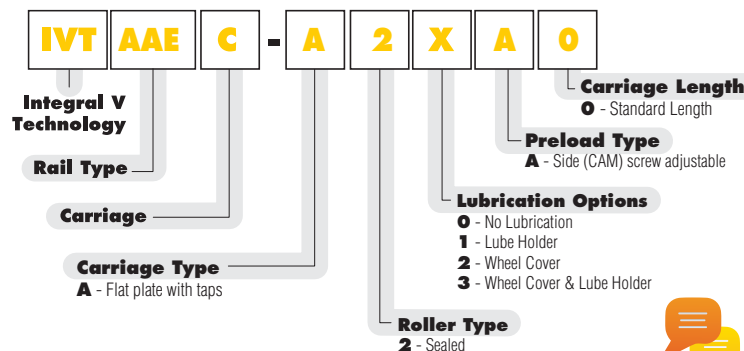 IVT AAE C - A 2 X A 0
Carriage Length
0 - Standard Length
Integral V
Technology
Preload Type
A - Side (CAM) screw adjustable
Rail Type
Lubrication Options
0 - No Lubrication
1 - Lube Holder
2 - Wheel Cover
3 - Wheel Cover & Lube Holder
Carriage
Carriage Type
A - Flat plate with taps
Roller Type
2 - Sealed